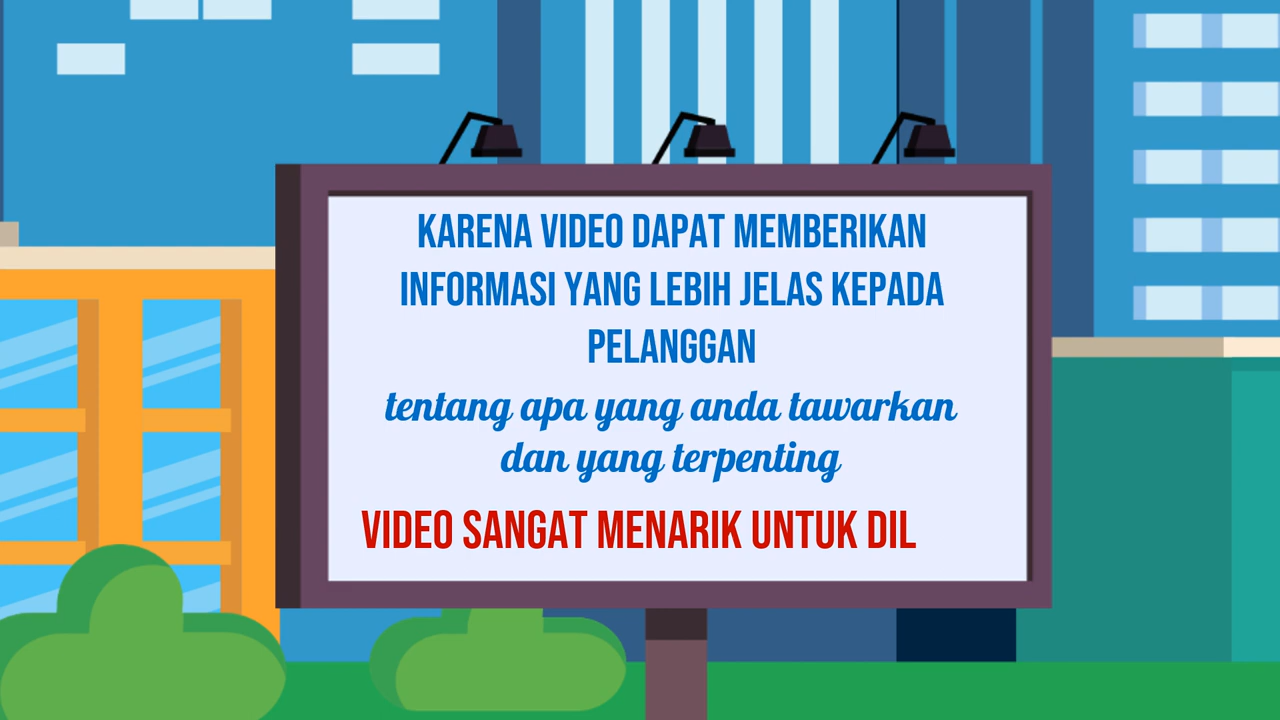 KARENA VIDEO DAPAT MEMBERIKAN
INFORMASI YANG LEBIH JELAS KEPADA
PELANGGAN
tentang apa yang anda tawarkan
dan yang terpenting
VIDEO SANGAT MENARIK UNTUK DIL